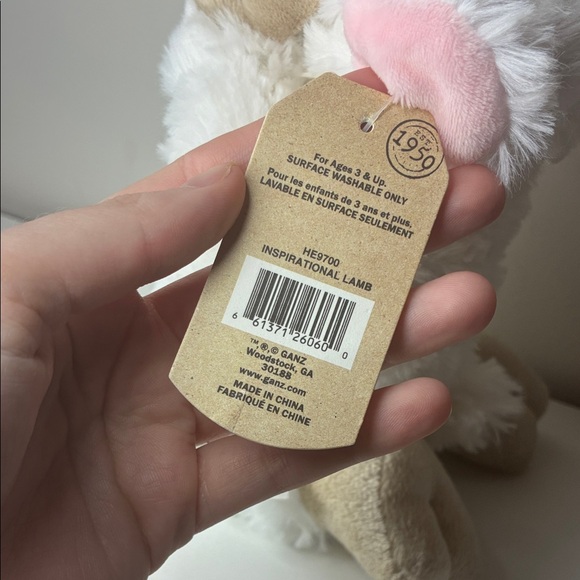 EST.
1950
For Ages 3 & Up.
SURFACE WASHABLE ONLY
Pour les enfants de 3 ans et plus.
LAVABLE EN SURFACE SEULEMENT
HE9700
INSPIRATIONAL LAMB
6 61371 26060 0
™,®,© GANZ
Woodstock, GA
30188
www.ganz.com
MADE IN CHINA
FABRIQUÉ EN CHINE